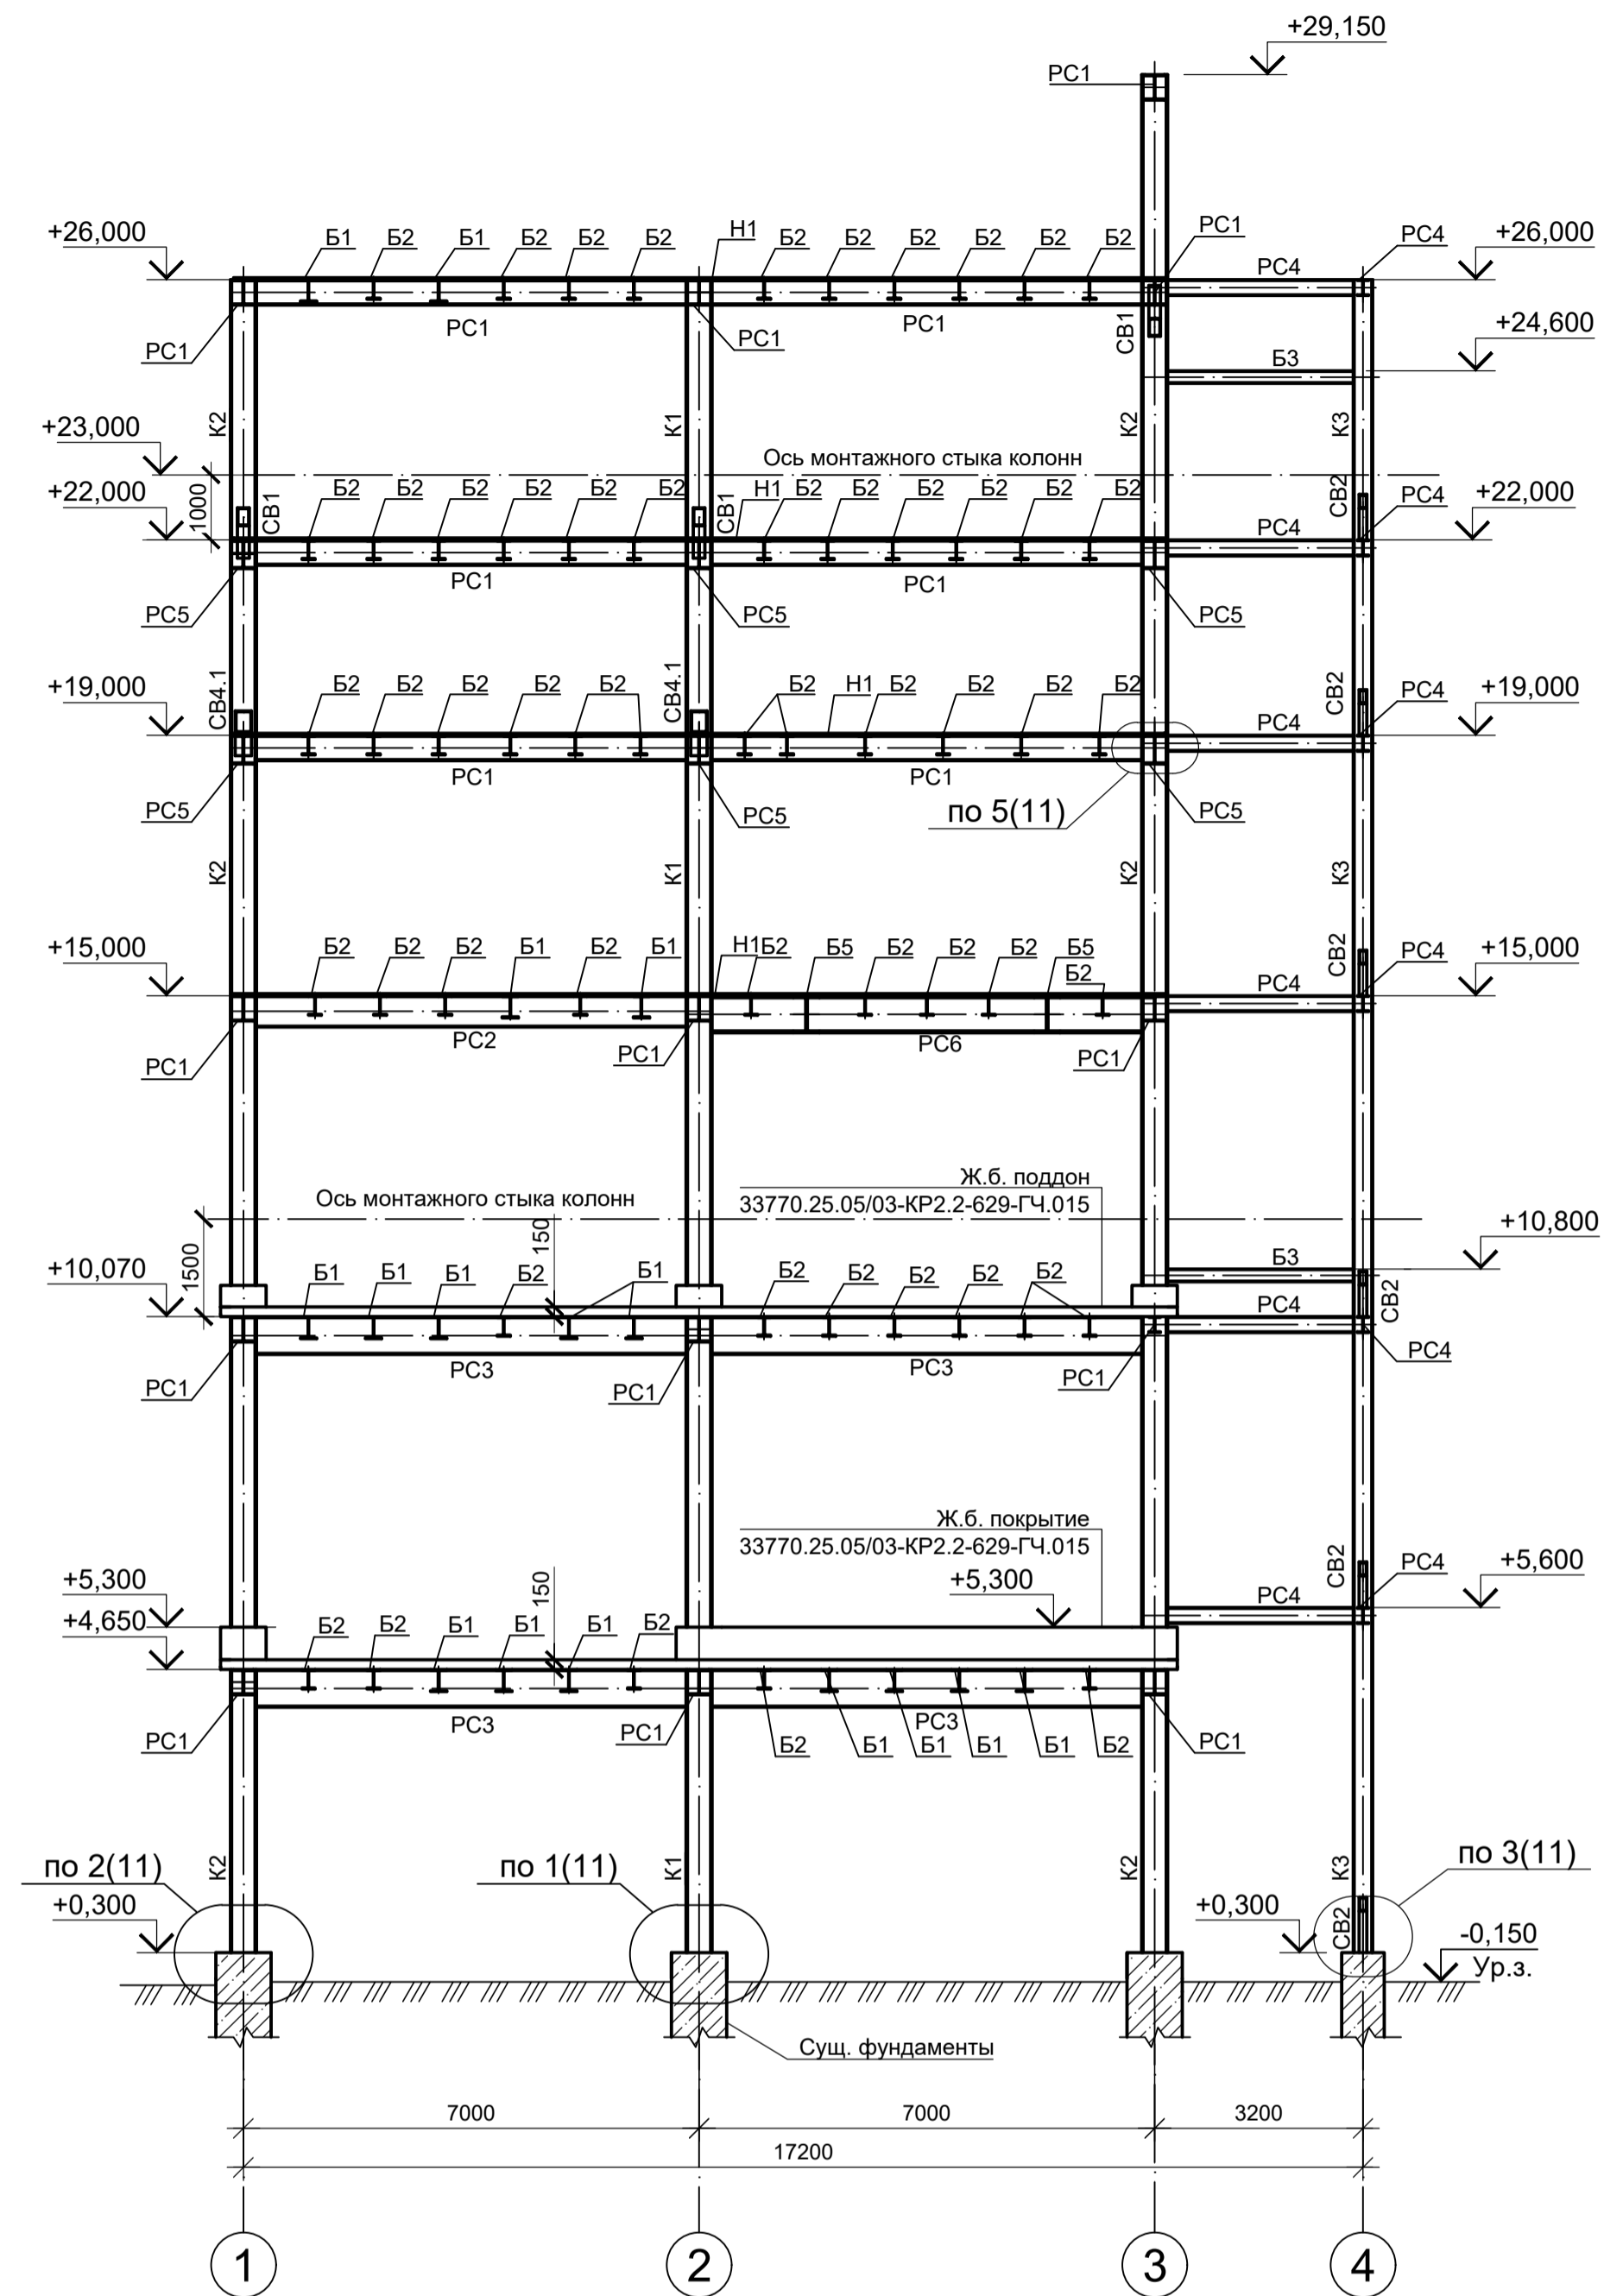 +29,150
РС1
+26,000
Б1 Б2 Б1 Б2 Б2 Б2 Н1 Б2 Б2 Б2 Б2 Б2 Б2
РС1
РС4
РС4
+26,000
РС1
РС1
РС1
РС1
СВ1
+24,600
Б3
К2
К1
К2
К3
+23,000
Ось монтажного стыка колонн
1000
+22,000
СВ1
Б2 Б2 Б2 Б2 Б2 Б2
СВ1
Н1 Б2 Б2 Б2 Б2 Б2 Б2
СВ2
РС4
РС4
+22,000
РС1
РС1
РС5
РС5
РС5
+19,000
СВ4.1
Б2 Б2 Б2 Б2 Б2
СВ4.1
Б2 Н1 Б2 Б2 Б2 Б2
СВ2
РС4
РС4
+19,000
РС1
РС1
РС5
РС5
по 5(11)
РС5
К2
К1
К2
К3
+15,000
Б2 Б2 Б2 Б1 Б2 Б1 Н1 Б2 Б5 Б2 Б2 Б2 Б5
Б2
СВ2
РС4
РС4
+15,000
РС2
РС6
РС1
РС1
РС1
Ж.б. поддон
33770.25.05/03-КР2.2-629-ГЧ.015
Ось монтажного стыка колонн
1500
150
+10,800
+10,070
Б1 Б1 Б1 Б2 Б1 Б2 Б2 Б2 Б2 Б2
Б3
РС4
СВ2
РС4
РС3
РС3
РС1
РС1
РС1
Ж.б. покрытие
33770.25.05/03-КР2.2-629-ГЧ.015
+5,300
+4,650
150
+5,300
СВ2
РС4
РС4
+5,600
Б2 Б2 Б1 Б1 Б1 Б2
РС3
РС3
РС1
РС1
Б2 Б1 Б1 Б1 Б1 Б2
РС1
по 2(11)
К2
по 1(11)
К1
К2
К3
по 3(11)
+0,300
+0,300
СВ2
-0,150
Ур.з.
Сущ. фундаменты
7000 7000 3200
17200
1 2 3 4